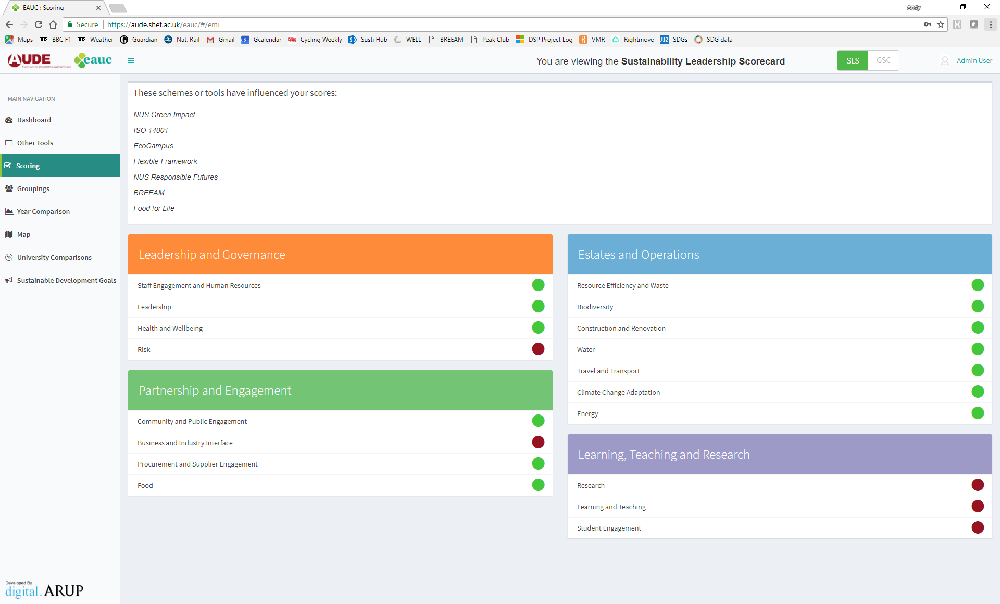 EAUC : Scoring
Andy
Secure
https://aude.shef.ac.uk/eauc/#/emi
Maps
BBC
BBC F1
BBC
Weather
Guardian
Nat. Rail
Gmail
2
Gcalendar
Cycling Weekly
Susti Hub
WELL
BREEAM
Peak Club
DSP Project Log
VMR
Rightmove
UN
SDGs
SDG data
AUDE
Excellence in estates and facilities
eauc
You are viewing the Sustainability Leadership Scorecard
SLS
GSC
Admin User
MAIN NAVIGATION
Dashboard
Other Tools
Scoring
Groupings
Year Comparison
Map
University Comparisons
Sustainable Development Goals
These schemes or tools have influenced your scores:
NUS Green Impact
ISO 14001
EcoCampus
Flexible Framework
NUS Responsible Futures
BREEAM
Food for Life
Leadership and Governance
Staff Engagement and Human Resources
Leadership
Health and Wellbeing
Risk
Partnership and Engagement
Community and Public Engagement
Business and Industry Interface
Procurement and Supplier Engagement
Food
Estates and Operations
Resource Efficiency and Waste
Biodiversity
Construction and Renovation
Water
Travel and Transport
Climate Change Adaptation
Energy
Learning, Teaching and Research
Research
Learning and Teaching
Student Engagement
Developed By
digital. ARUP